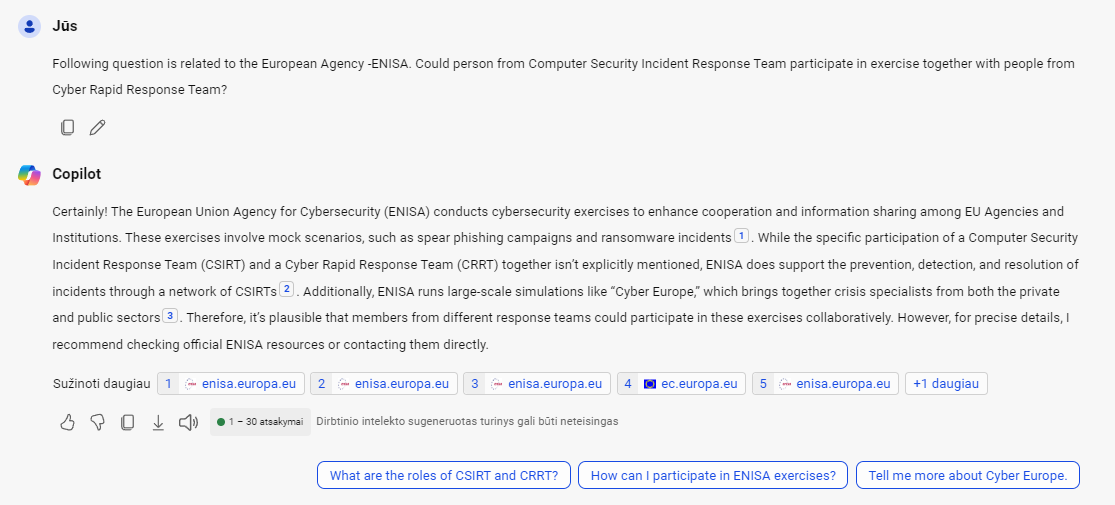 Jūs
Following question is related to the European Agency -ENISA. Could person from Computer Security Incident Response Team participate in exercise together with people from
Cyber Rapid Response Team?
Copilot
Certainly! The European Union Agency for Cybersecurity (ENISA) conducts cybersecurity exercises to enhance cooperation and information sharing among EU Agencies and
Institutions. These exercises involve mock scenarios, such as spear phishing campaigns and ransomware incidents 1 . While the specific participation of a Computer Security
Incident Response Team (CSIRT) and a Cyber Rapid Response Team (CRRT) together isn’t explicitly mentioned, ENISA does support the prevention, detection, and resolution of
incidents through a network of CSIRTs 2 . Additionally, ENISA runs large-scale simulations like “Cyber Europe,” which brings together crisis specialists from both the private
and public sectors 3 . Therefore, it’s plausible that members from different response teams could participate in these exercises collaboratively. However, for precise details, I
recommend checking official ENISA resources or contacting them directly.
Sužinoti daugiau 1 enisa.europa.eu 2 enisa.europa.eu 3 enisa.europa.eu 4 ec.europa.eu 5 enisa.europa.eu +1 daugiau
1 – 30 atsakymai Dirbtinio intelekto sugeneruotas turinys gali būti neteisingas
What are the roles of CSIRT and CRRT? How can I participate in ENISA exercises? Tell me more about Cyber Europe.